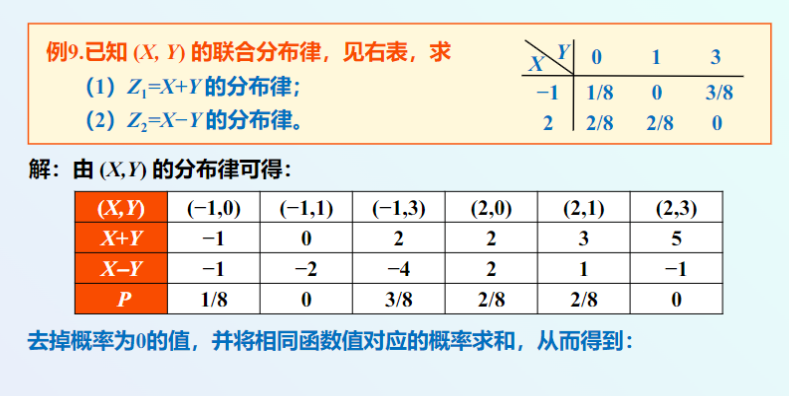 例9.已知 (X, Y) 的联合分布律，见右表，求
（1）Z₁=X+Y的分布律；
（2）Z₂=X−Y的分布律。
X Y 0 1 3
−1 1/8 0 3/8
2 2/8 2/8 0
解：由 (X,Y) 的分布律可得：
(X,Y) (−1,0) (−1,1) (−1,3) (2,0) (2,1) (2,3)
X+Y −1 0 2 2 3 5
X−Y −1 −2 −4 2 1 −1
P 1/8 0 3/8 2/8 2/8 0
去掉概率为0的值，并将相同函数值对应的概率求和，从而得到：